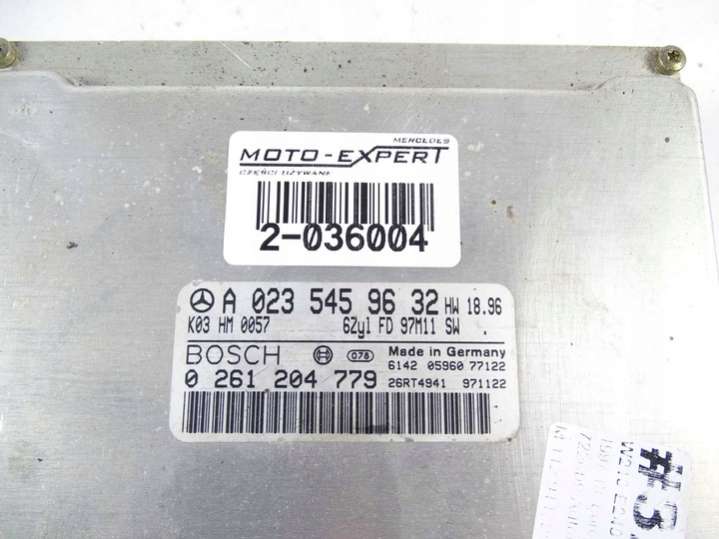 MERCEDES
MOTO-EXPERT
CZĘŚCI UŻYWANE
2-036004
A 023 545 96 32 HW 18.96
K03 HM 0057 6Zyl FD 97M11 SW
BOSCH 078 Made in Germany
6142 05960 77122
0 261 204 779 26RT4941 971122
#3